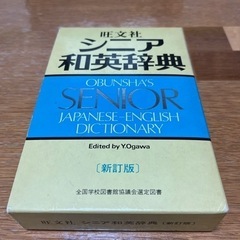 旺文社
シニア
和英辞典
OBUNSHA'S
SENIOR
JAPANESE-ENGLISH
DICTIONARY
Edited by Y.Ogawa
［新訂版］
全国学校図書館協議会選定図書
旺文社 シニア和英辞典［新訂版］